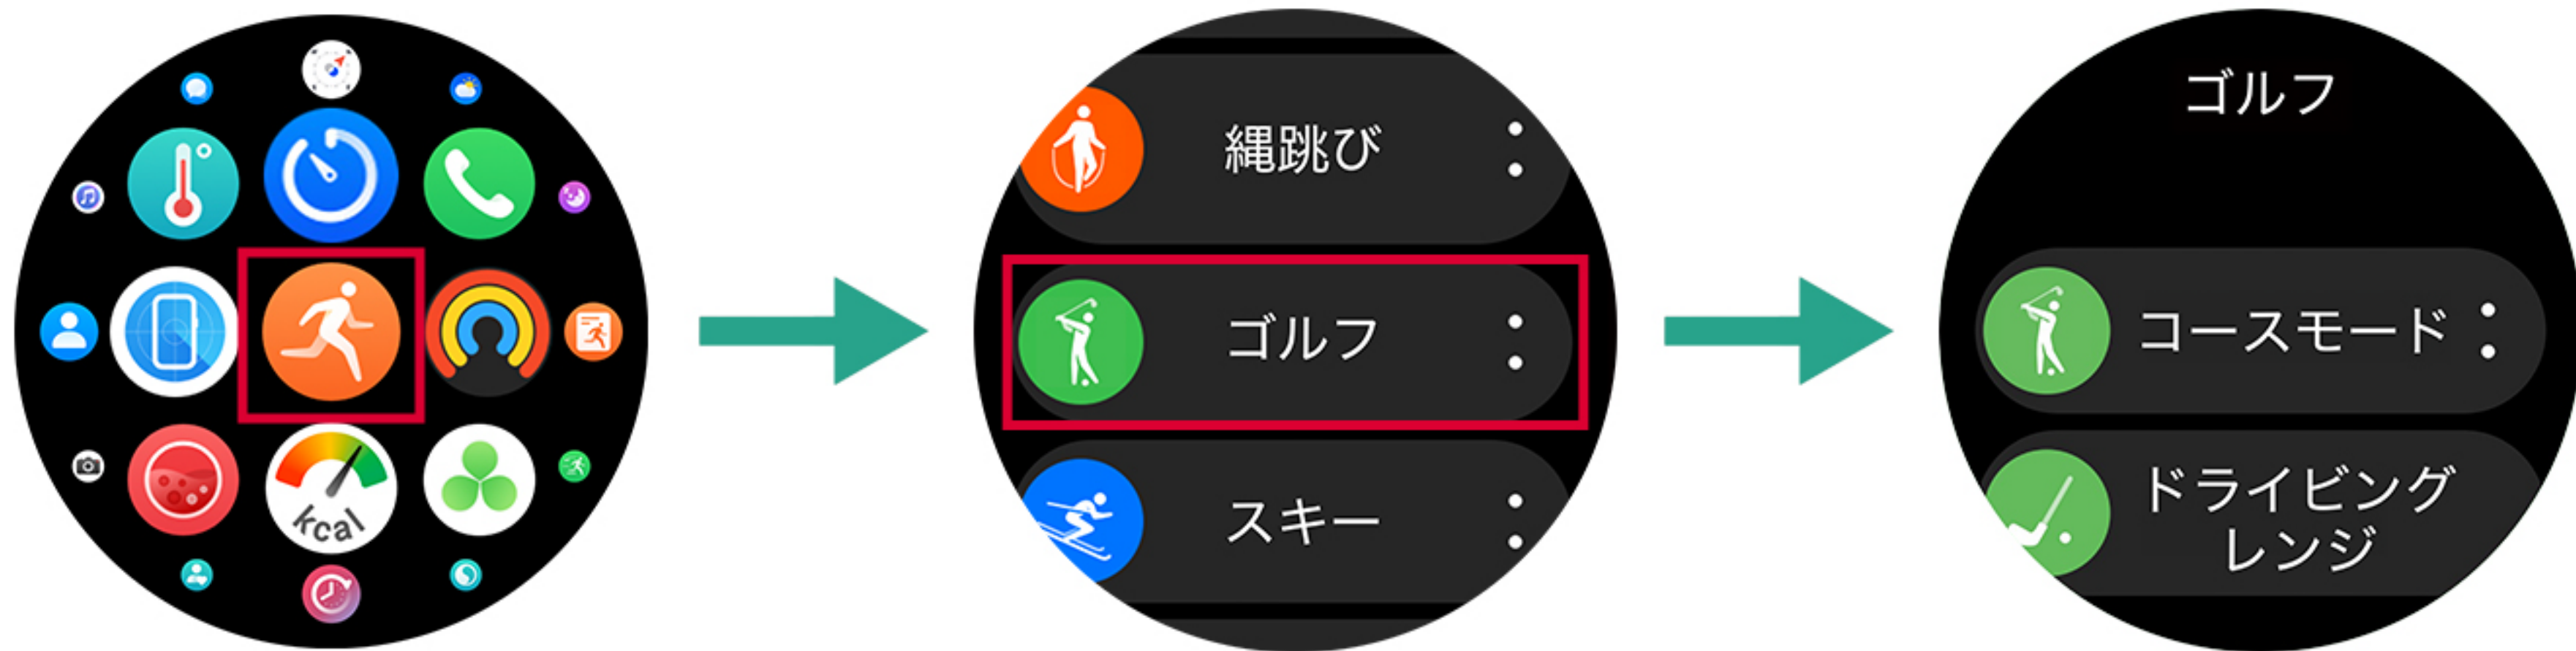 kcal
縄跳び
ゴルフ
スキー
ゴルフ
コースモード
ドライビング
レンジ